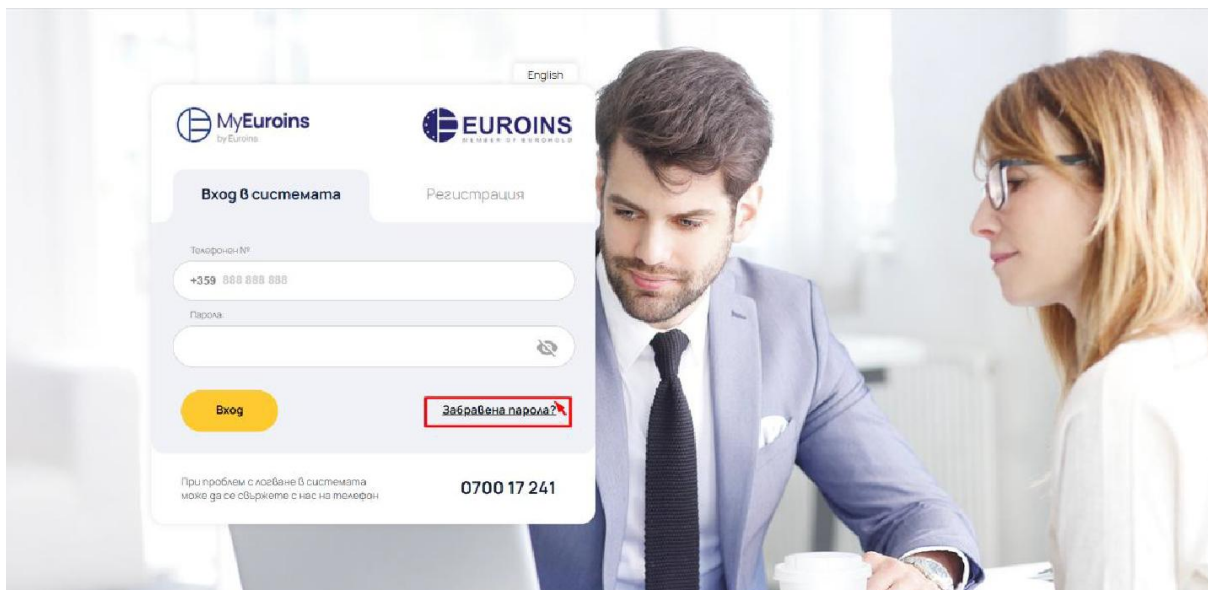 English
MyEuroins
by Euroins
EUROINS
MEMBER OF EUROHOLD
Вход в системата
Регистрация
Телефонен №
+359 888 888 888
Парола:
Вход
Забравена парола?
При проблем с логване в системата
може да се свържете с нас на телефон
0700 17 241